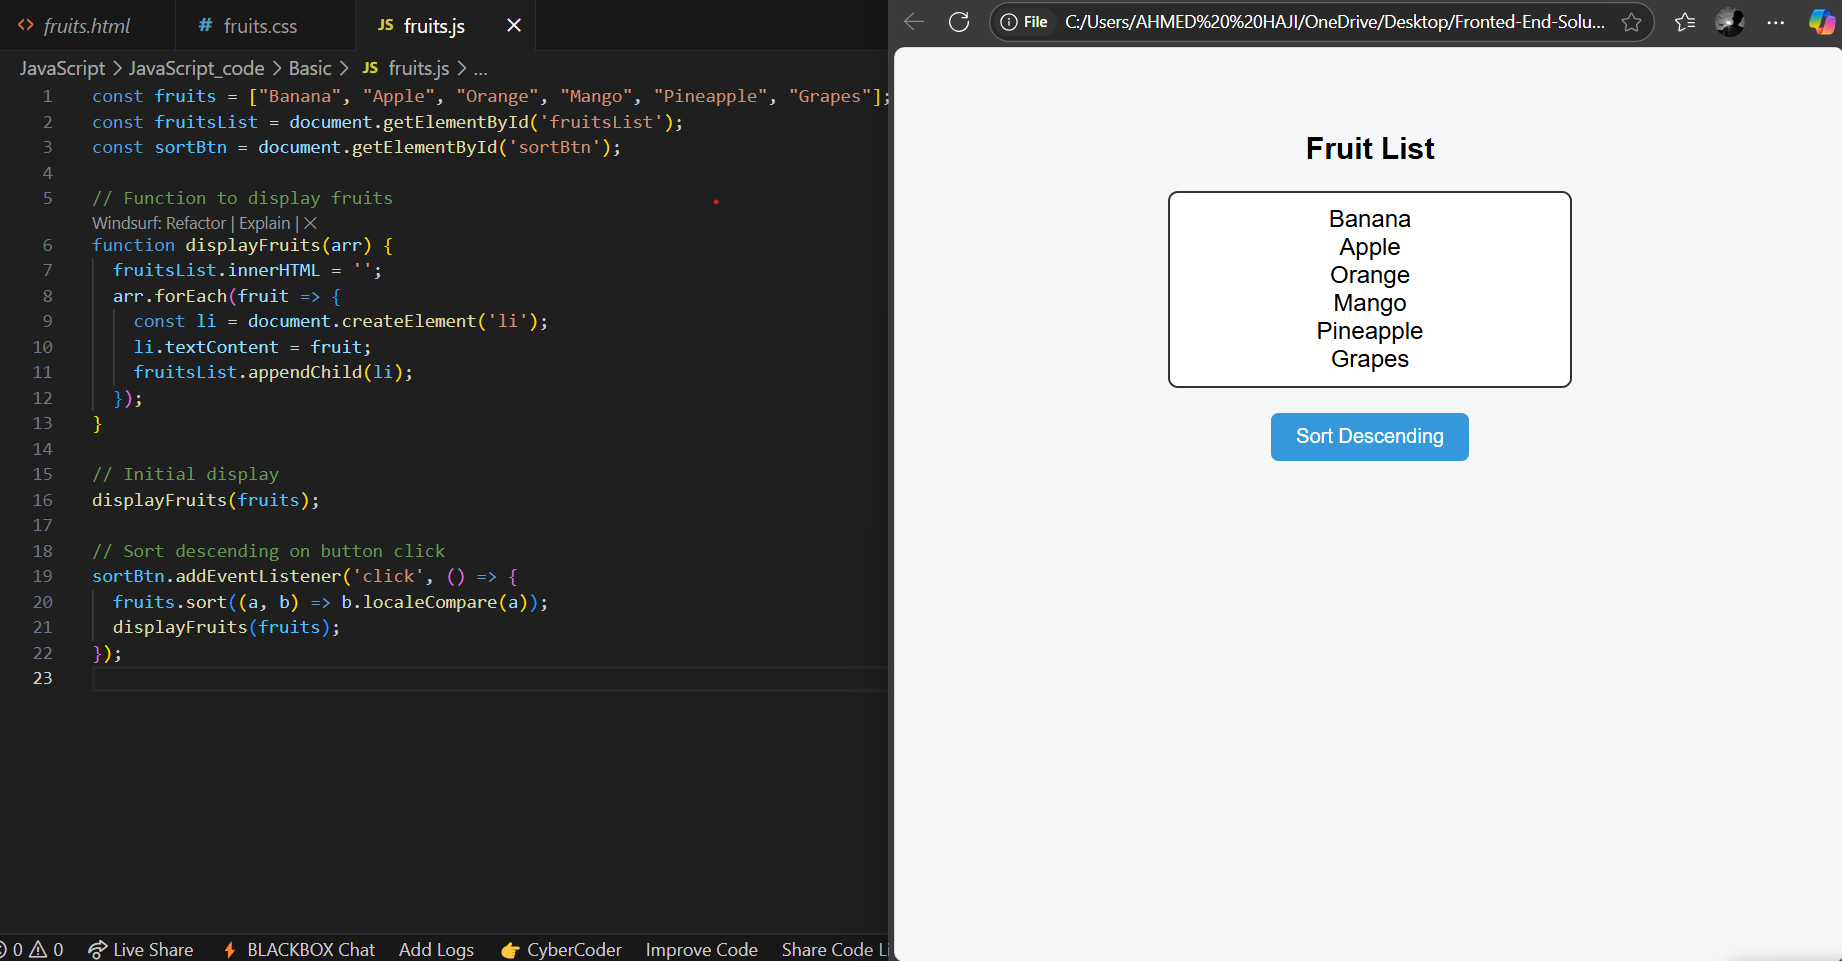 <> fruits.html
# fruits.css
JS fruits.js ×
JavaScript > JavaScript_code > Basic > JS fruits.js > ...
1 const fruits = ["Banana", "Apple", "Orange", "Mango", "Pineapple", "Grapes"];
2 const fruitsList = document.getElementById('fruitsList');
3 const sortBtn = document.getElementById('sortBtn');
4
5 // Function to display fruits
Windsurf: Refactor | Explain | ×
6 function displayFruits(arr) {
7 fruitsList.innerHTML = '';
8 arr.forEach(fruit => {
9 const li = document.createElement('li');
10 li.textContent = fruit;
11 fruitsList.appendChild(li);
12 });
13 }
14
15 // Initial display
16 displayFruits(fruits);
17
18 // Sort descending on button click
19 sortBtn.addEventListener('click', () => {
20 fruits.sort((a, b) => b.localeCompare(a));
21 displayFruits(fruits);
22 });
23
0 0 Live Share BLACKBOX Chat Add Logs 👉 CyberCoder Improve Code Share Code Li
File C:/Users/AHMED%20%20HAJI/OneDrive/Desktop/Fronted-End-Solu...
Fruit List
Banana
Apple
Orange
Mango
Pineapple
Grapes
Sort Descending